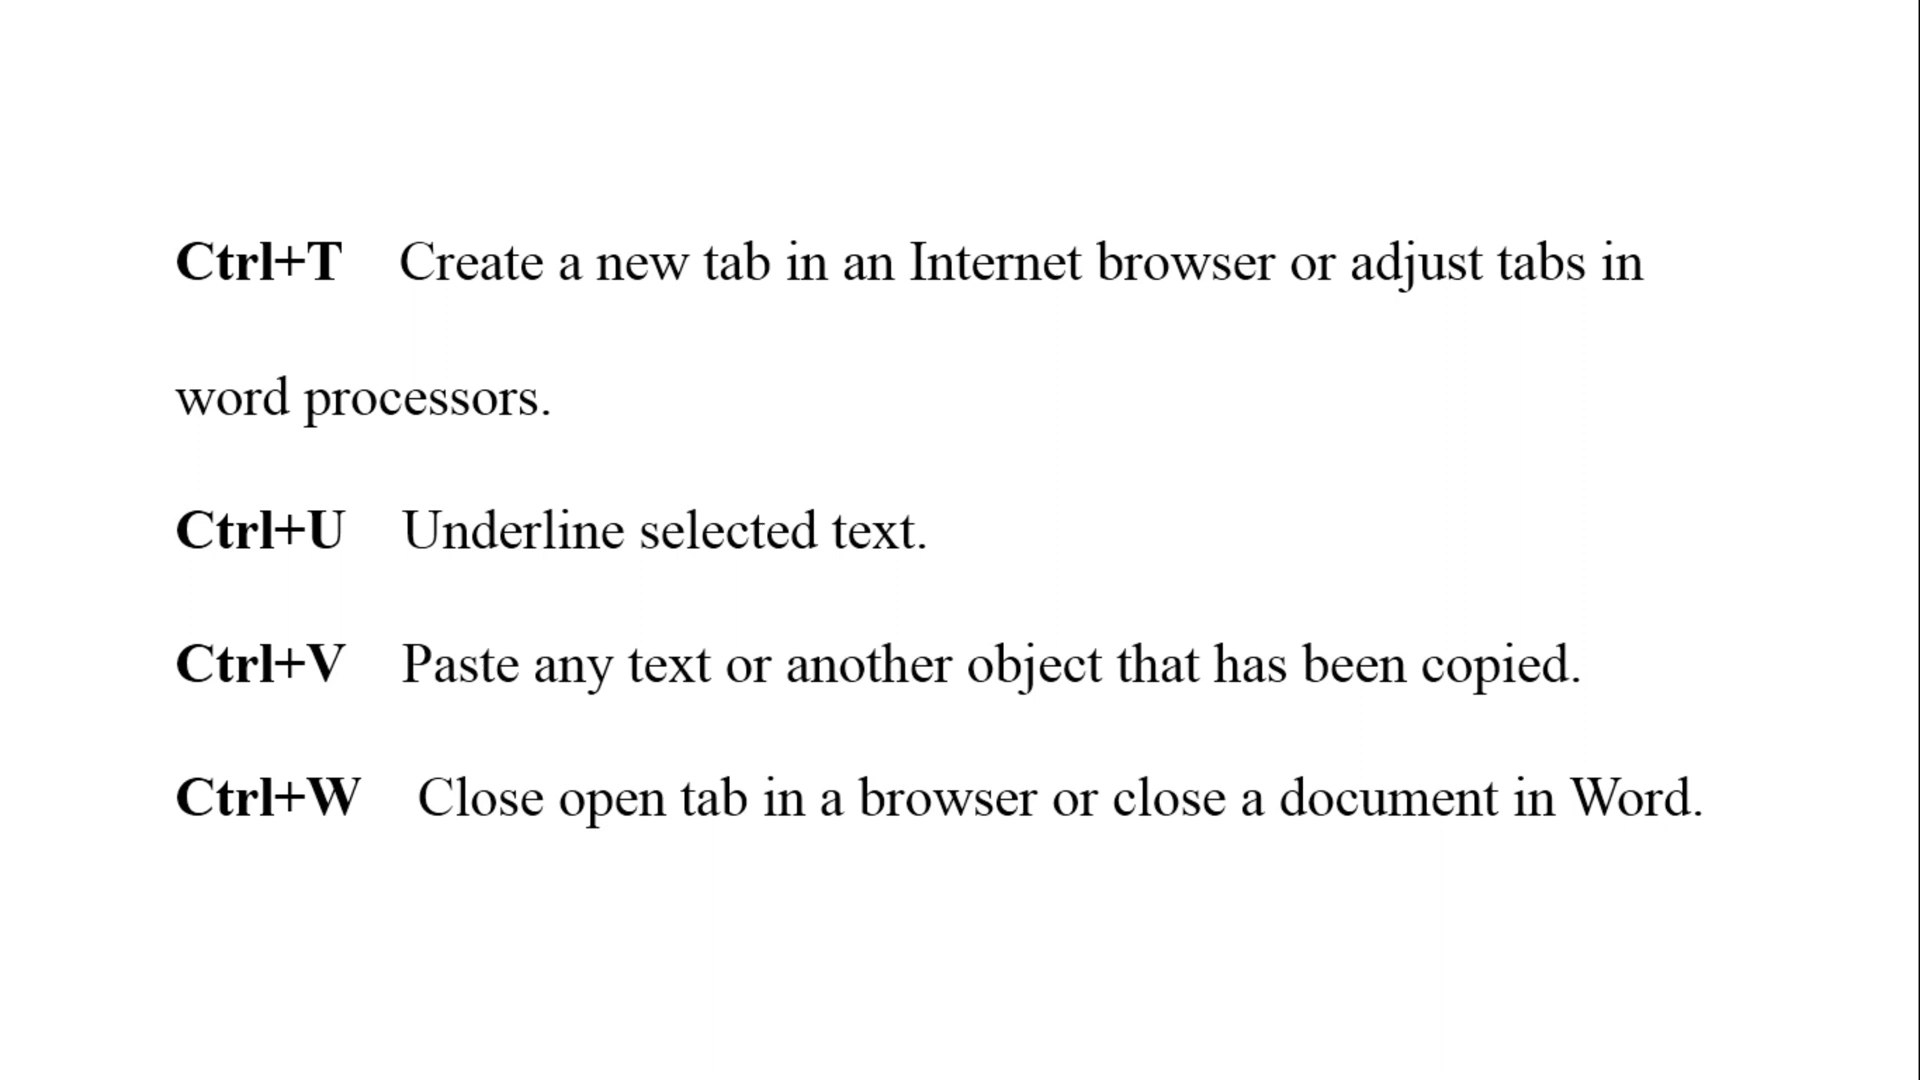 Ctrl+T Create a new tab in an Internet browser or adjust tabs in
word processors.
Ctrl+U Underline selected text.
Ctrl+V Paste any text or another object that has been copied.
Ctrl+W Close open tab in a browser or close a document in Word.